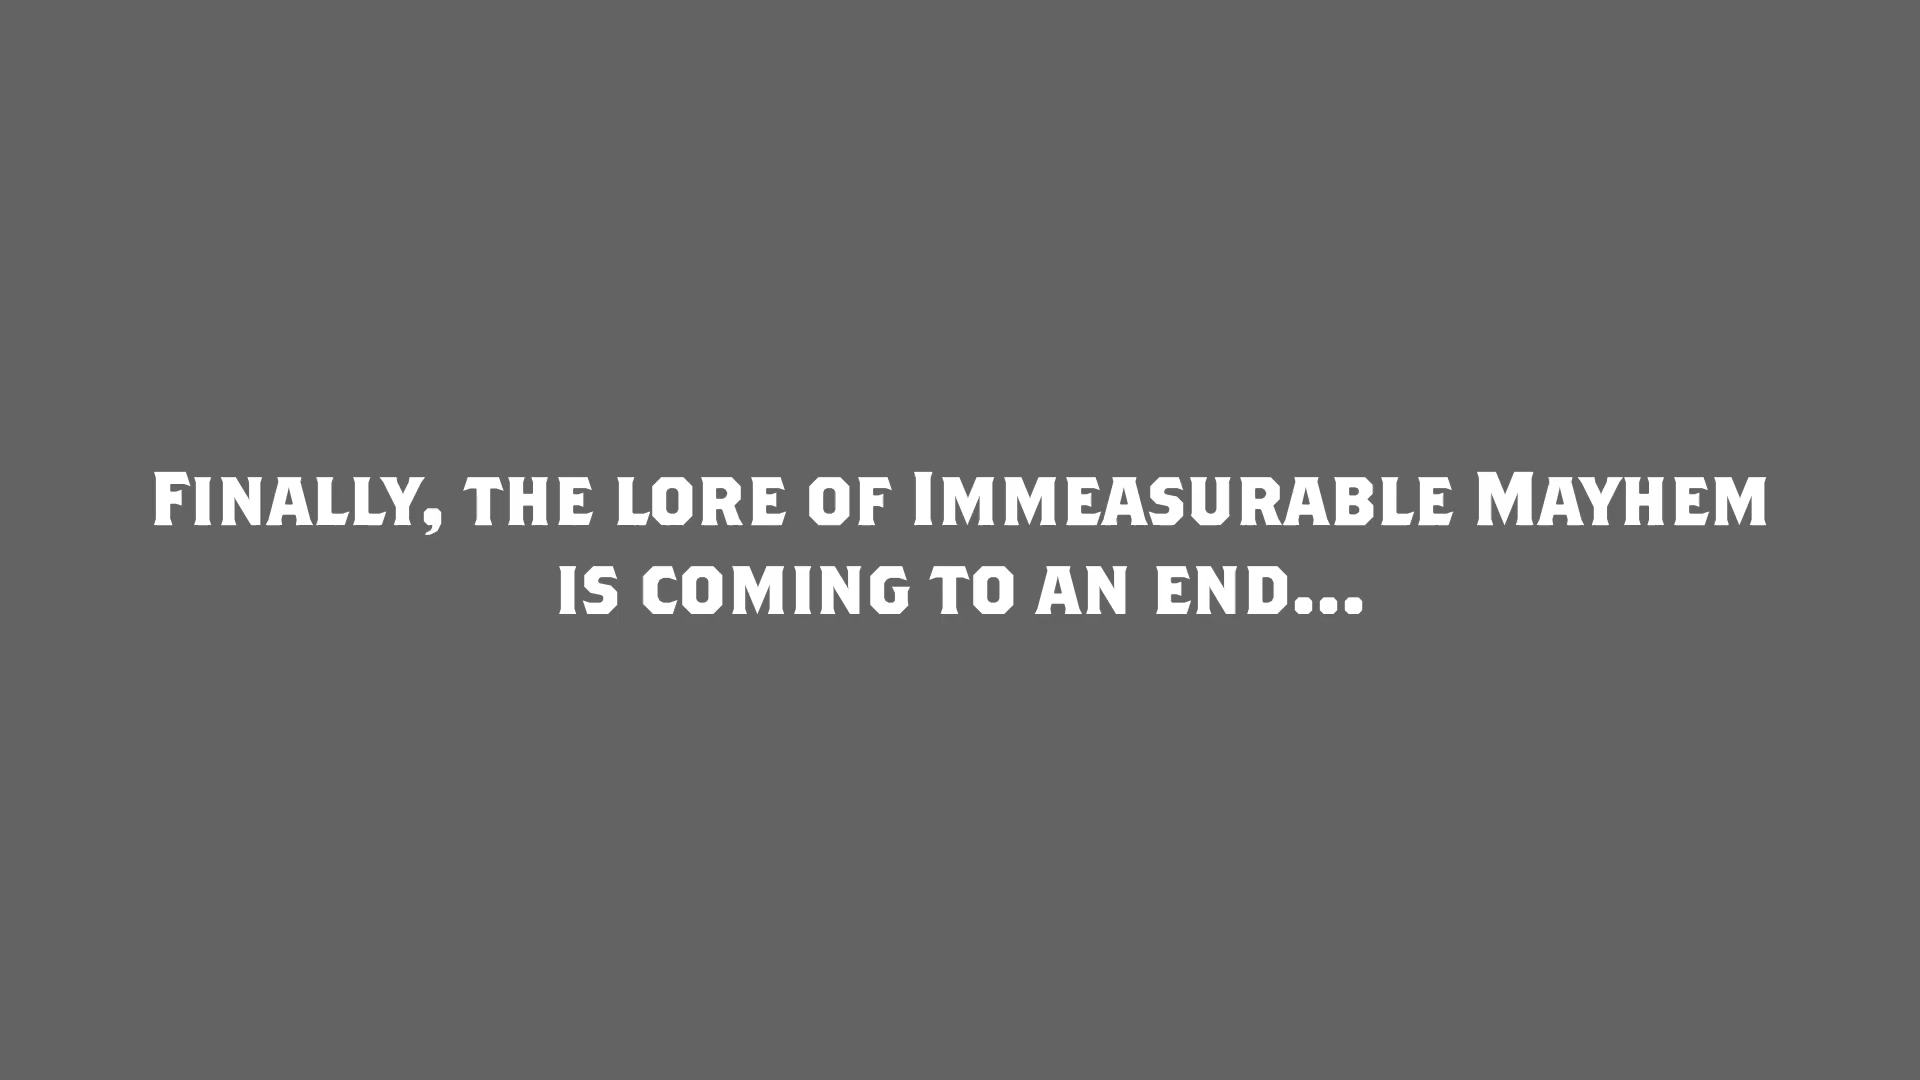 Finally, the lore of Immeasurable Mayhem
is coming to an end...